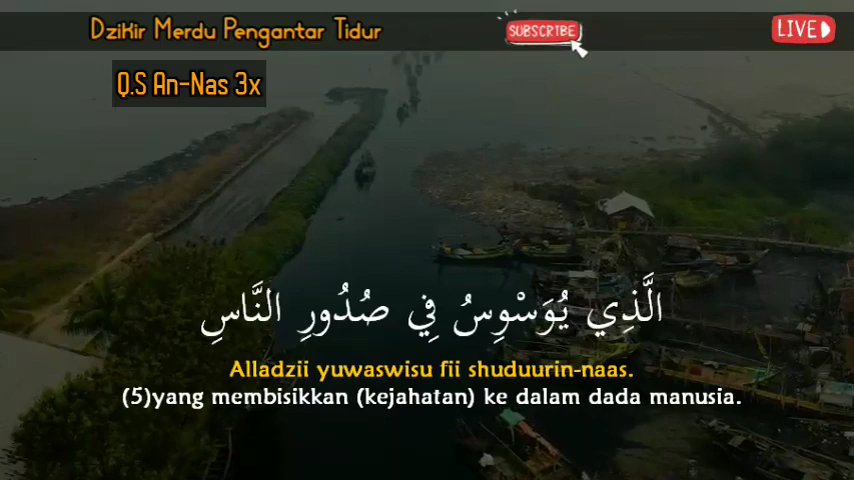 Dzikir Merdu Pengantar Tidur
SUBSCRIBE
LIVE
Q.S An-Nas 3x
الَّذِي يُوَسْوِسُ فِي صُدُورِ النَّاسِ
Alladzii yuwaswisu fii shuduurin-naas.
(5)yang membisikkan (kejahatan) ke dalam dada manusia.